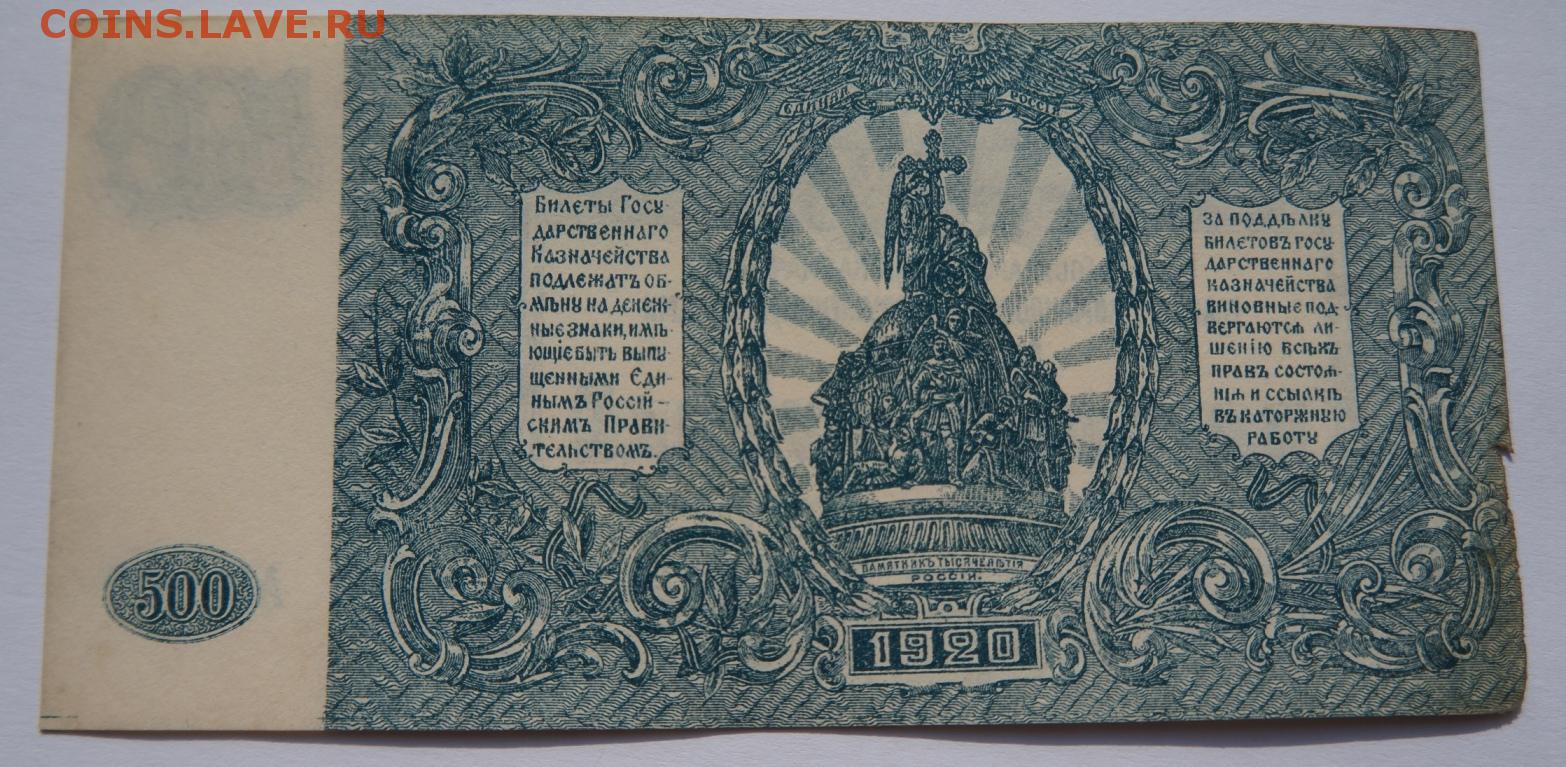 COINS.LAVE.RU
ЕДИНАЯ РОССІЯ
Билеты Госу-
дарственнаго
Казначейства
подлежатъ об-
мѣну на денеж-
ные знаки, имѣ-
ющіе быть выпу-
щенными Еди-
нымъ Россій-
скимъ Прави-
тельствомъ.
За поддѣлку
билетовъ госу-
дарственнаго
казначейства
виновные под-
вергаются ли-
шенію всѣхъ
правъ состоя-
нія и ссылкѣ
въ каторжную
работу
ПАМЯТНИКЪ ТЫСЯЧЕЛѢТІЯ
РОССІИ.
500
1920